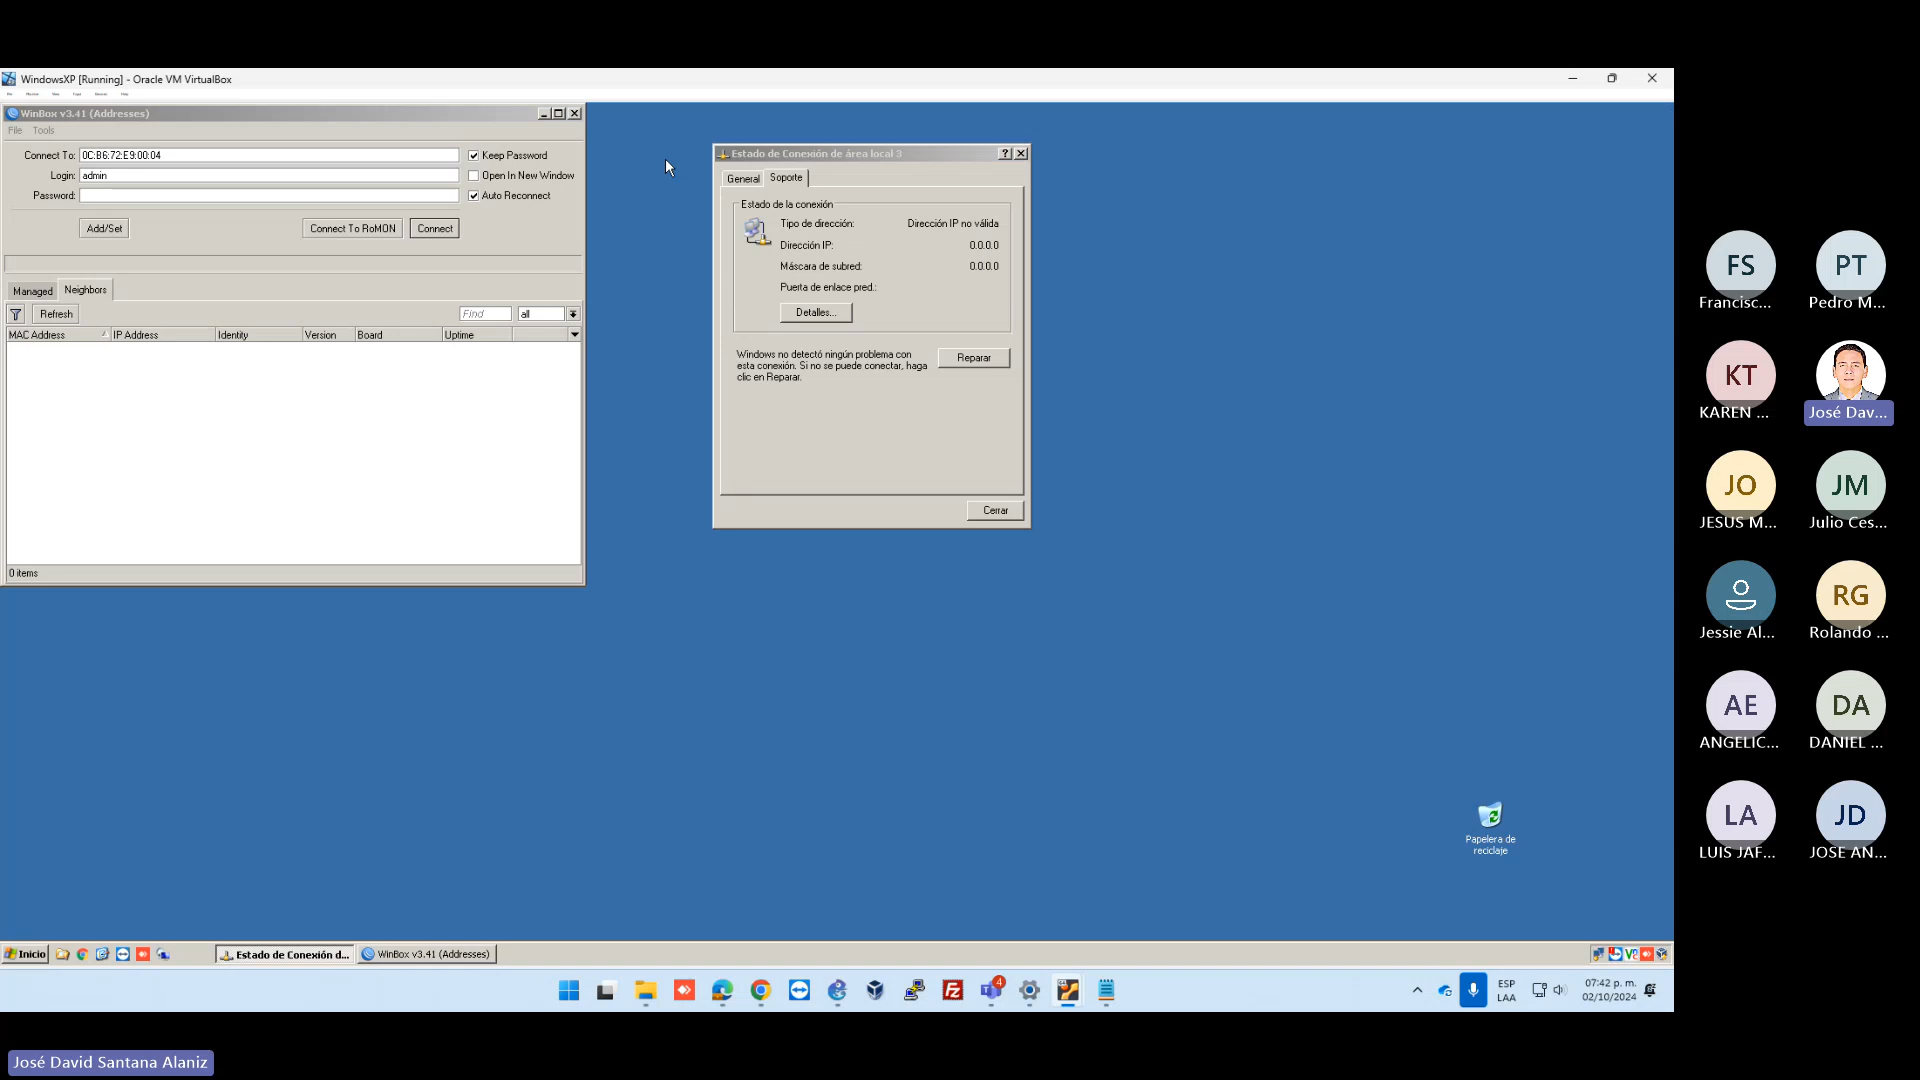 WindowsXP [Running] - Oracle VM VirtualBox
WinBox v3.41 (Addresses)
File Tools
Connect To: 0C:B6:72:E9:00:04
Keep Password
Login: admin
Open In New Window
Password:
Auto Reconnect
Add/Set
Connect To RoMON
Connect
Managed
Neighbors
Refresh
Find
all
MAC Address IP Address Identity Version Board Uptime
0 items
Estado de Conexión de área local 3
General Soporte
Estado de la conexión
Tipo de dirección: Dirección IP no válida
Dirección IP: 0.0.0.0
Máscara de subred: 0.0.0.0
Puerta de enlace pred.:
Detalles...
Windows no detectó ningún problema con
esta conexión. Si no se puede conectar, haga
clic en Reparar.
Reparar
Cerrar
Papelera de
reciclaje
Inicio
Estado de Conexión d...
WinBox v3.41 (Addresses)
4
ESP
LAA
07:42 p. m.
02/10/2024
FS
Francisc...
PT
Pedro M...
KT
KAREN ...
José Dav...
JO
JESUS M...
JM
Julio Ces...
Jessie Al...
RG
Rolando ...
AE
ANGELIC...
DA
DANIEL ...
LA
LUIS JAF...
JD
JOSE AN...
José David Santana Alaniz